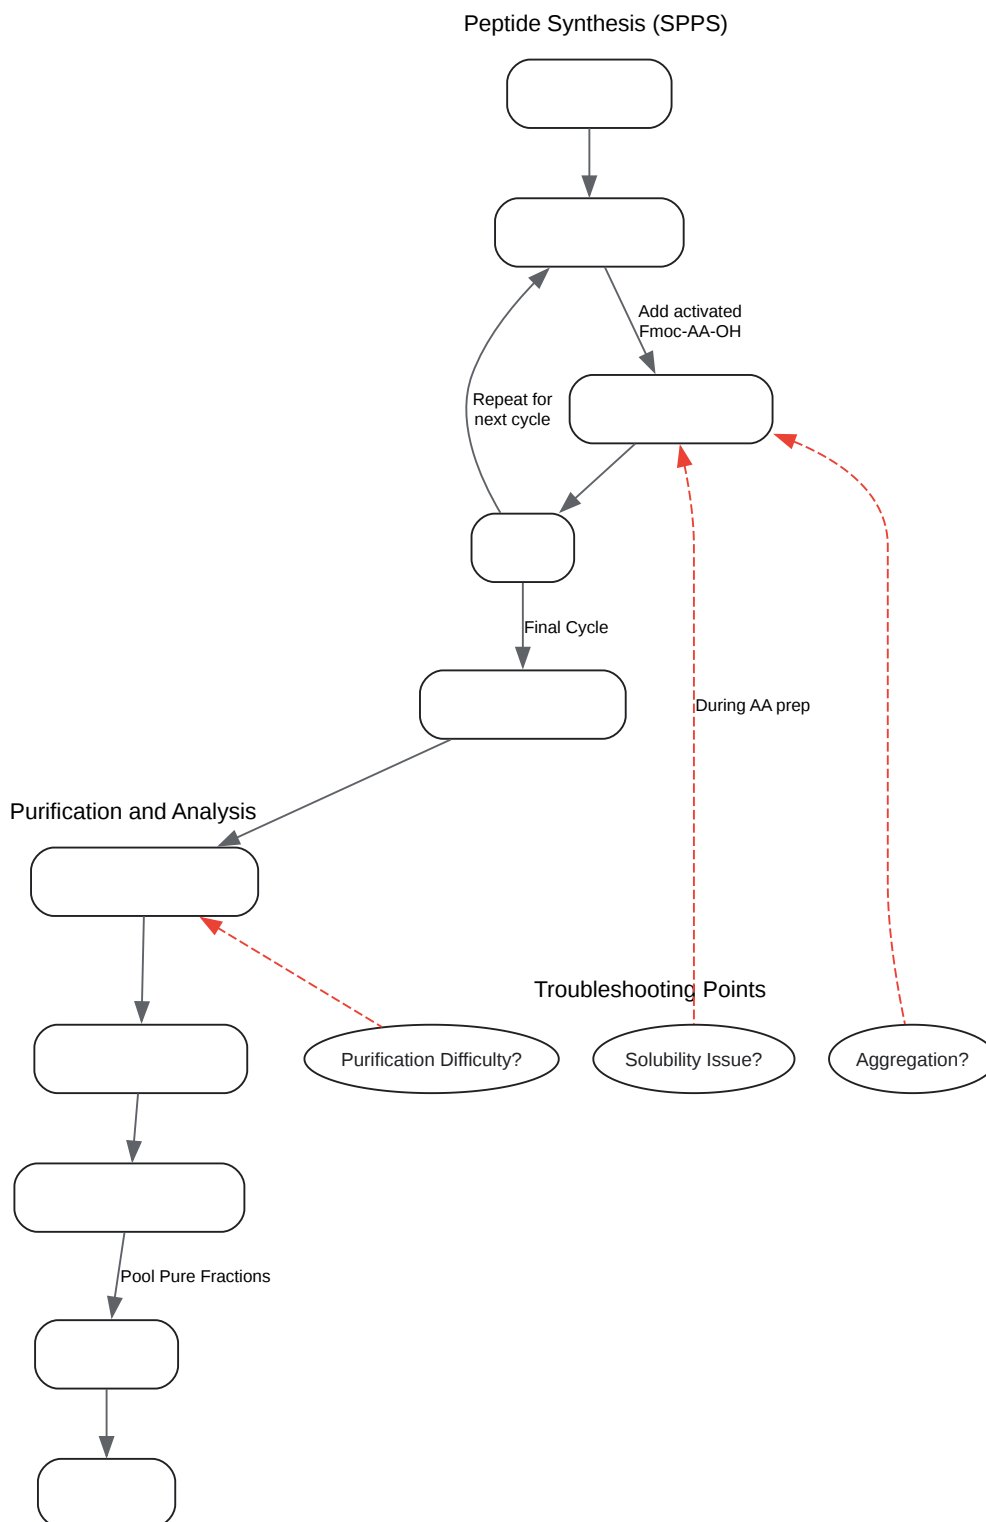 Peptide Synthesis (SPPS)
Add activated
Fmoc-AA-OH
Repeat for
next cycle
Final Cycle
During AA prep
Purification and Analysis
Troubleshooting Points
Purification Difficulty?
Solubility Issue?
Aggregation?
Pool Pure Fractions